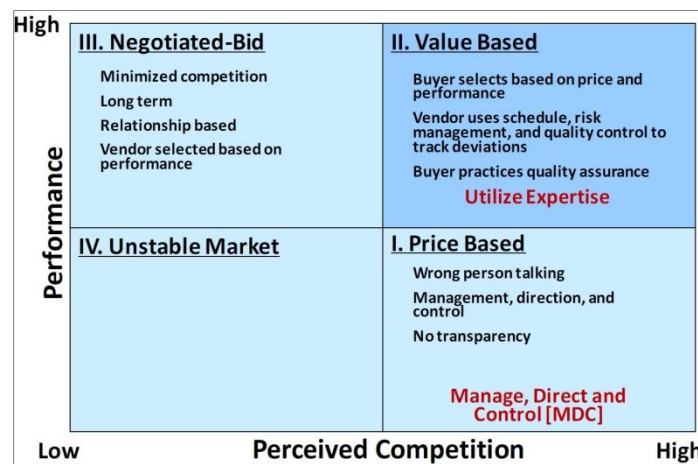 High
III. Negotiated-Bid
Minimized competition
Long term
Relationship based
Vendor selected based on
performance
II. Value Based
Buyer selects based on price and
performance
Vendor uses schedule, risk
management, and quality control to
track deviations
Buyer practices quality assurance
Utilize Expertise
Performance
IV. Unstable Market
I. Price Based
Wrong person talking
Management, direction, and
control
No transparency
Manage, Direct and
Control [MDC]
Low
Perceived Competition
High